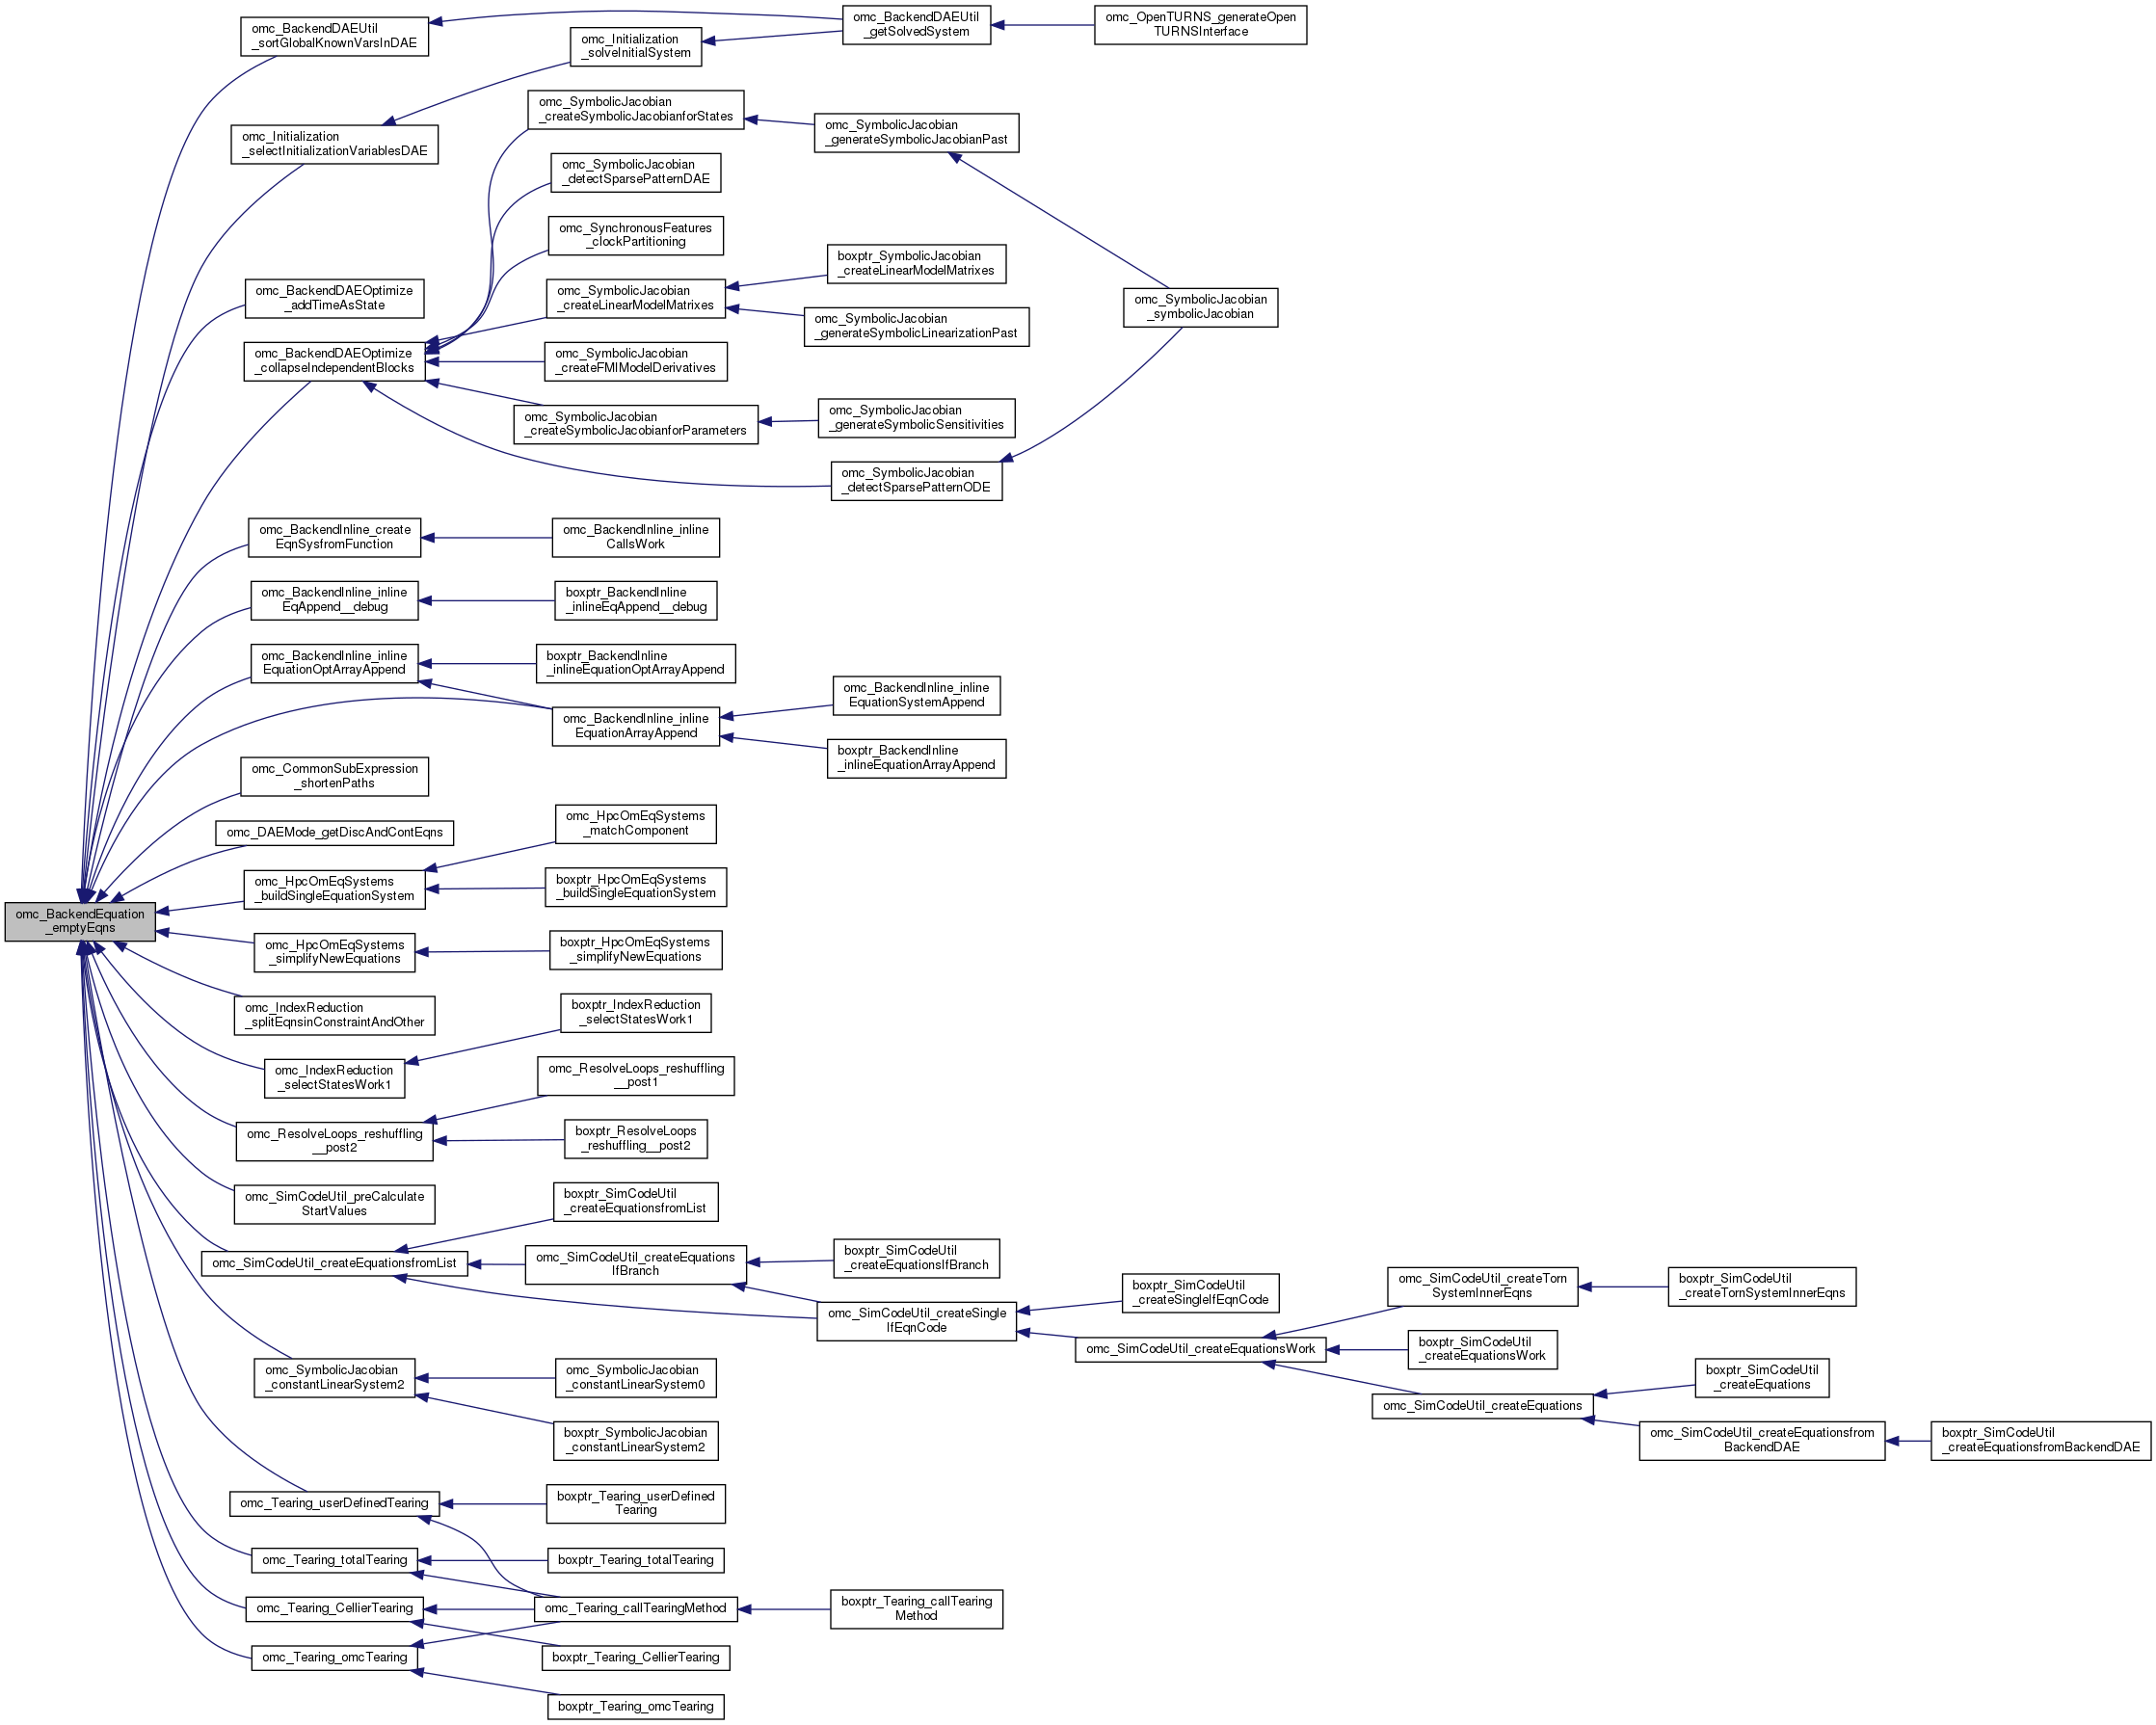 omc_BackendEquation
_emptyEqns
omc_BackendDAEUtil
_sortGlobalKnownVarsInDAE
omc_BackendDAEUtil
_getSolvedSystem
omc_OpenTURNS_generateOpen
TURNSInterface
omc_Initialization
_selectInitializationVariablesDAE
omc_Initialization
_solveInitialSystem
omc_BackendDAEOptimize
_addTimeAsState
omc_BackendDAEOptimize
_collapseIndependentBlocks
omc_SymbolicJacobian
_createSymbolicJacobianforStates
omc_SymbolicJacobian
_generateSymbolicJacobianPast
omc_SymbolicJacobian
_symbolicJacobian
omc_SymbolicJacobian
_detectSparsePatternDAE
omc_SynchronousFeatures
_clockPartitioning
omc_SymbolicJacobian
_createLinearModelMatrixes
boxptr_SymbolicJacobian
_createLinearModelMatrixes
omc_SymbolicJacobian
_generateSymbolicLinearizationPast
omc_SymbolicJacobian
_createFMIModelDerivatives
omc_SymbolicJacobian
_createSymbolicJacobianforParameters
omc_SymbolicJacobian
_generateSymbolicSensitivities
omc_SymbolicJacobian
_detectSparsePatternODE
omc_BackendInline_create
EqnSysfromFunction
omc_BackendInline_inline
CallsWork
omc_BackendInline_inline
EqAppend__debug
boxptr_BackendInline
_inlineEqAppend__debug
omc_BackendInline_inline
EquationOptArrayAppend
boxptr_BackendInline
_inlineEquationOptArrayAppend
omc_BackendInline_inline
EquationArrayAppend
omc_BackendInline_inline
EquationSystemAppend
boxptr_BackendInline
_inlineEquationArrayAppend
omc_CommonSubExpression
_shortenPaths
omc_DAEMode_getDiscAndContEqns
omc_HpcOmEqSystems
_buildSingleEquationSystem
omc_HpcOmEqSystems
_matchComponent
boxptr_HpcOmEqSystems
_buildSingleEquationSystem
omc_HpcOmEqSystems
_simplifyNewEquations
boxptr_HpcOmEqSystems
_simplifyNewEquations
omc_IndexReduction
_splitEqnsinConstraintAndOther
omc_IndexReduction
_selectStatesWork1
boxptr_IndexReduction
_selectStatesWork1
omc_ResolveLoops_reshuffling
__post2
omc_ResolveLoops_reshuffling
__post1
boxptr_ResolveLoops
_reshuffling__post2
omc_SimCodeUtil_preCalculate
StartValues
omc_SimCodeUtil_createEquationsfromList
boxptr_SimCodeUtil
_createEquationsfromList
omc_SimCodeUtil_createEquations
IfBranch
boxptr_SimCodeUtil
_createEquationsIfBranch
omc_SimCodeUtil_createSingle
IfEqnCode
boxptr_SimCodeUtil
_createSingleIfEqnCode
omc_SimCodeUtil_createEquationsWork
omc_SimCodeUtil_createTorn
SystemInnerEqns
boxptr_SimCodeUtil
_createTornSystemInnerEqns
boxptr_SimCodeUtil
_createEquationsWork
omc_SimCodeUtil_createEquations
boxptr_SimCodeUtil
_createEquations
omc_SimCodeUtil_createEquationsfrom
BackendDAE
boxptr_SimCodeUtil
_createEquationsfromBackendDAE
omc_SymbolicJacobian
_constantLinearSystem2
omc_SymbolicJacobian
_constantLinearSystem0
boxptr_SymbolicJacobian
_constantLinearSystem2
omc_Tearing_userDefinedTearing
boxptr_Tearing_userDefined
Tearing
omc_Tearing_totalTearing
boxptr_Tearing_totalTearing
omc_Tearing_CellierTearing
omc_Tearing_callTearingMethod
boxptr_Tearing_callTearing
Method
boxptr_Tearing_CellierTearing
omc_Tearing_omcTearing
boxptr_Tearing_omcTearing